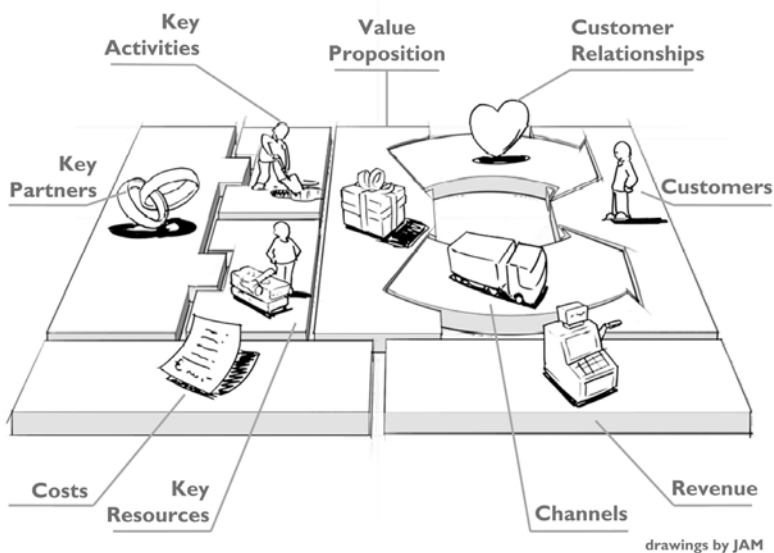 Key
Activities
Value
Proposition
Customer
Relationships
Key
Partners
Customers
Costs
Key
Resources
Channels
Revenue
drawings by JAM